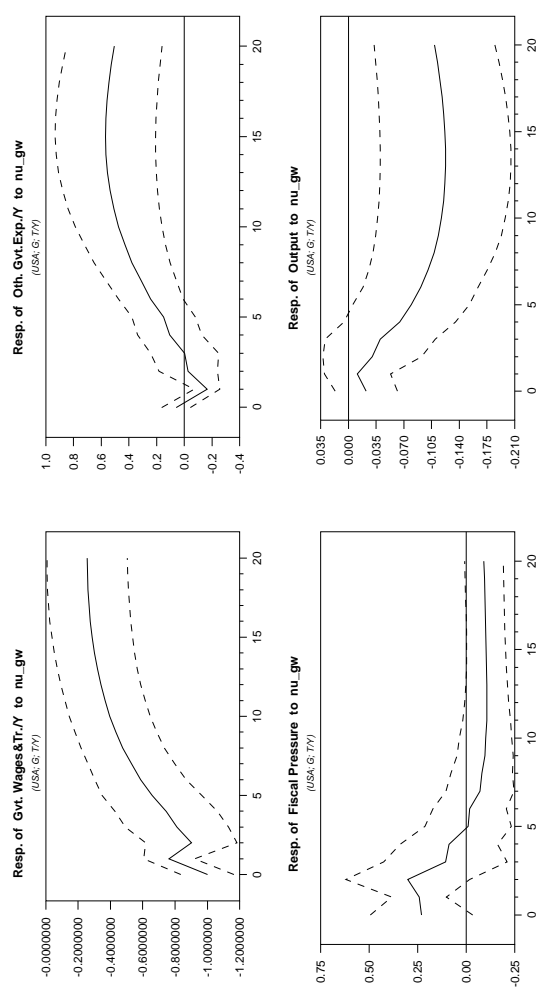 Resp. of Gvt. Wages&Tr./Y to nu_gw
(USA; G; T/Y)
-0.0000000
-0.2000000
-0.4000000
-0.6000000
-0.8000000
-1.0000000
-1.2000000
0 5 10 15 20
Resp. of Oth. Gvt.Exp./Y to nu_gw
(USA; G; T/Y)
1.0
0.8
0.6
0.4
0.2
0.0
-0.2
-0.4
0 5 10 15 20
Resp. of Fiscal Pressure to nu_gw
(USA; G; T/Y)
0.75
0.50
0.25
0.00
-0.25
0 5 10 15 20
Resp. of Output to nu_gw
(USA; G; T/Y)
0.035
0.000
-0.035
-0.070
-0.105
-0.140
-0.175
-0.210
0 5 10 15 20